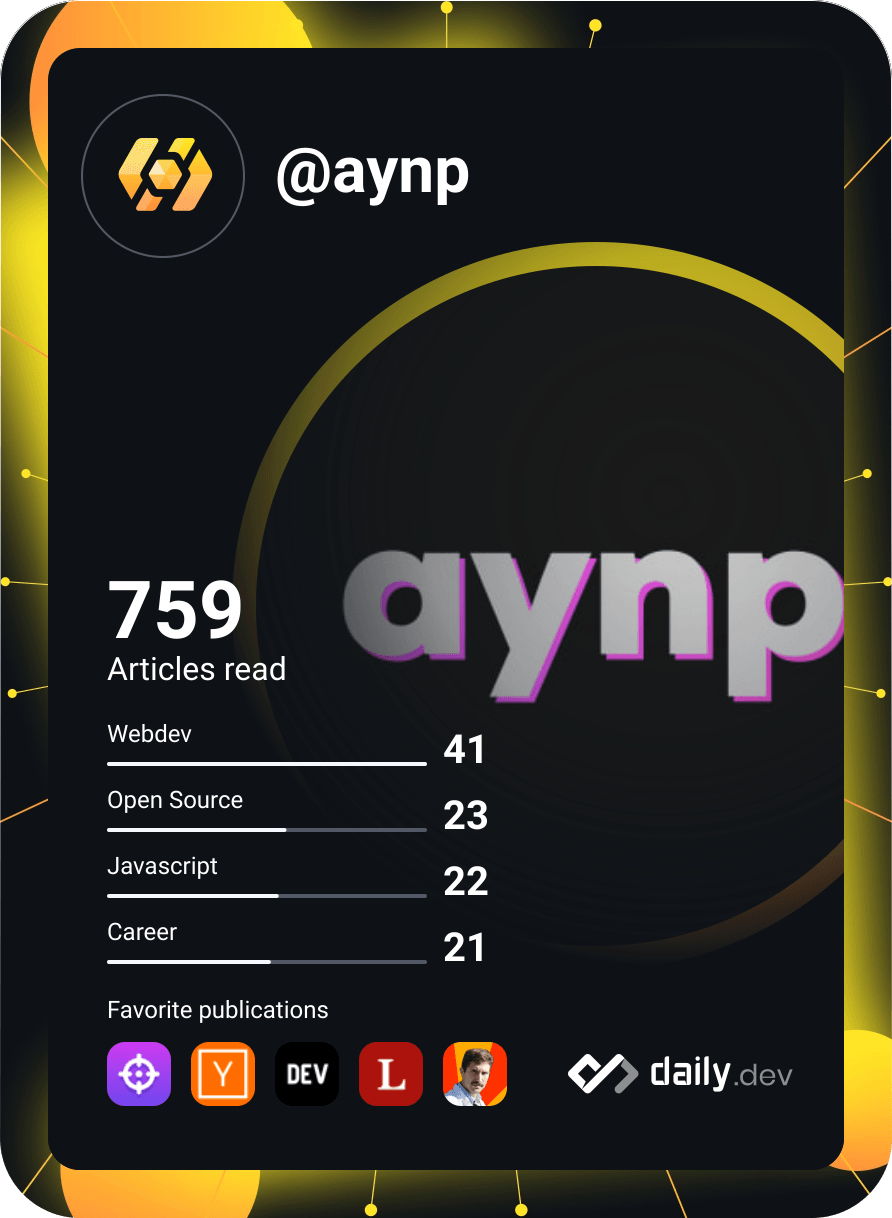 @aynp
aynp
759
Articles read
Webdev
41
Open Source
23
Javascript
22
Career
21
Favorite publications
Y
DEV
L
daily.dev